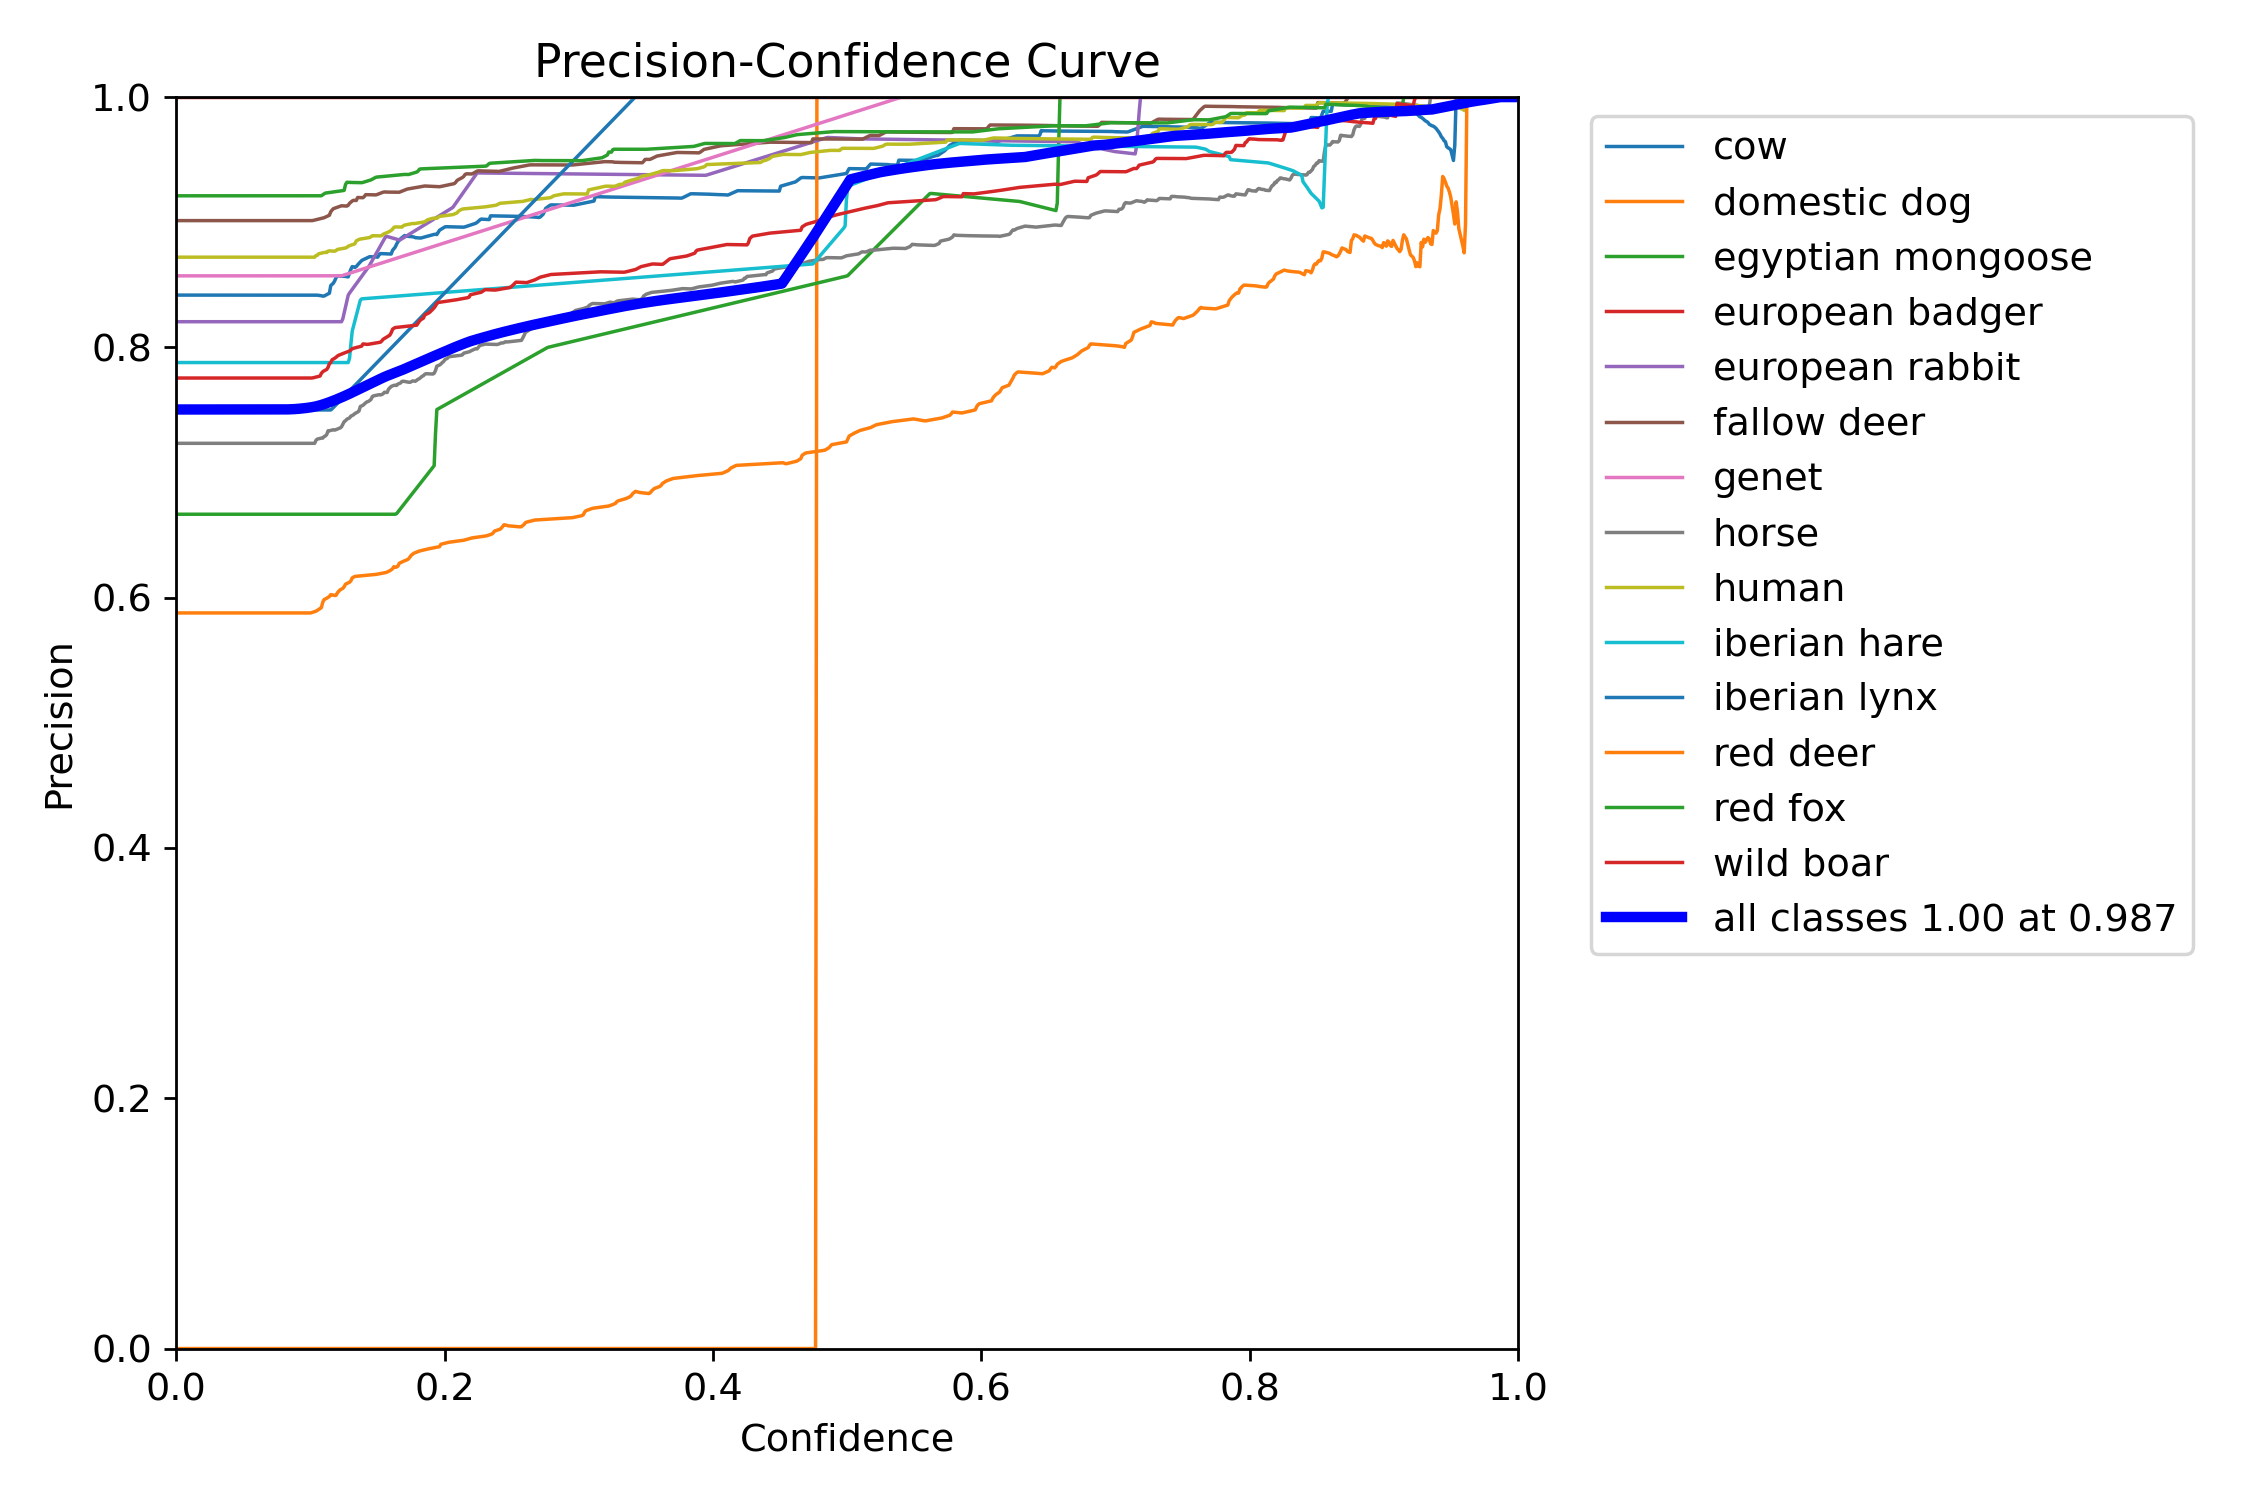 Precision-Confidence Curve
1.0
0.8
0.6
0.4
0.2
0.0
Precision
0.0 0.2 0.4 0.6 0.8 1.0
Confidence
cow
domestic dog
egyptian mongoose
european badger
european rabbit
fallow deer
genet
horse
human
iberian hare
iberian lynx
red deer
red fox
wild boar
all classes 1.00 at 0.987